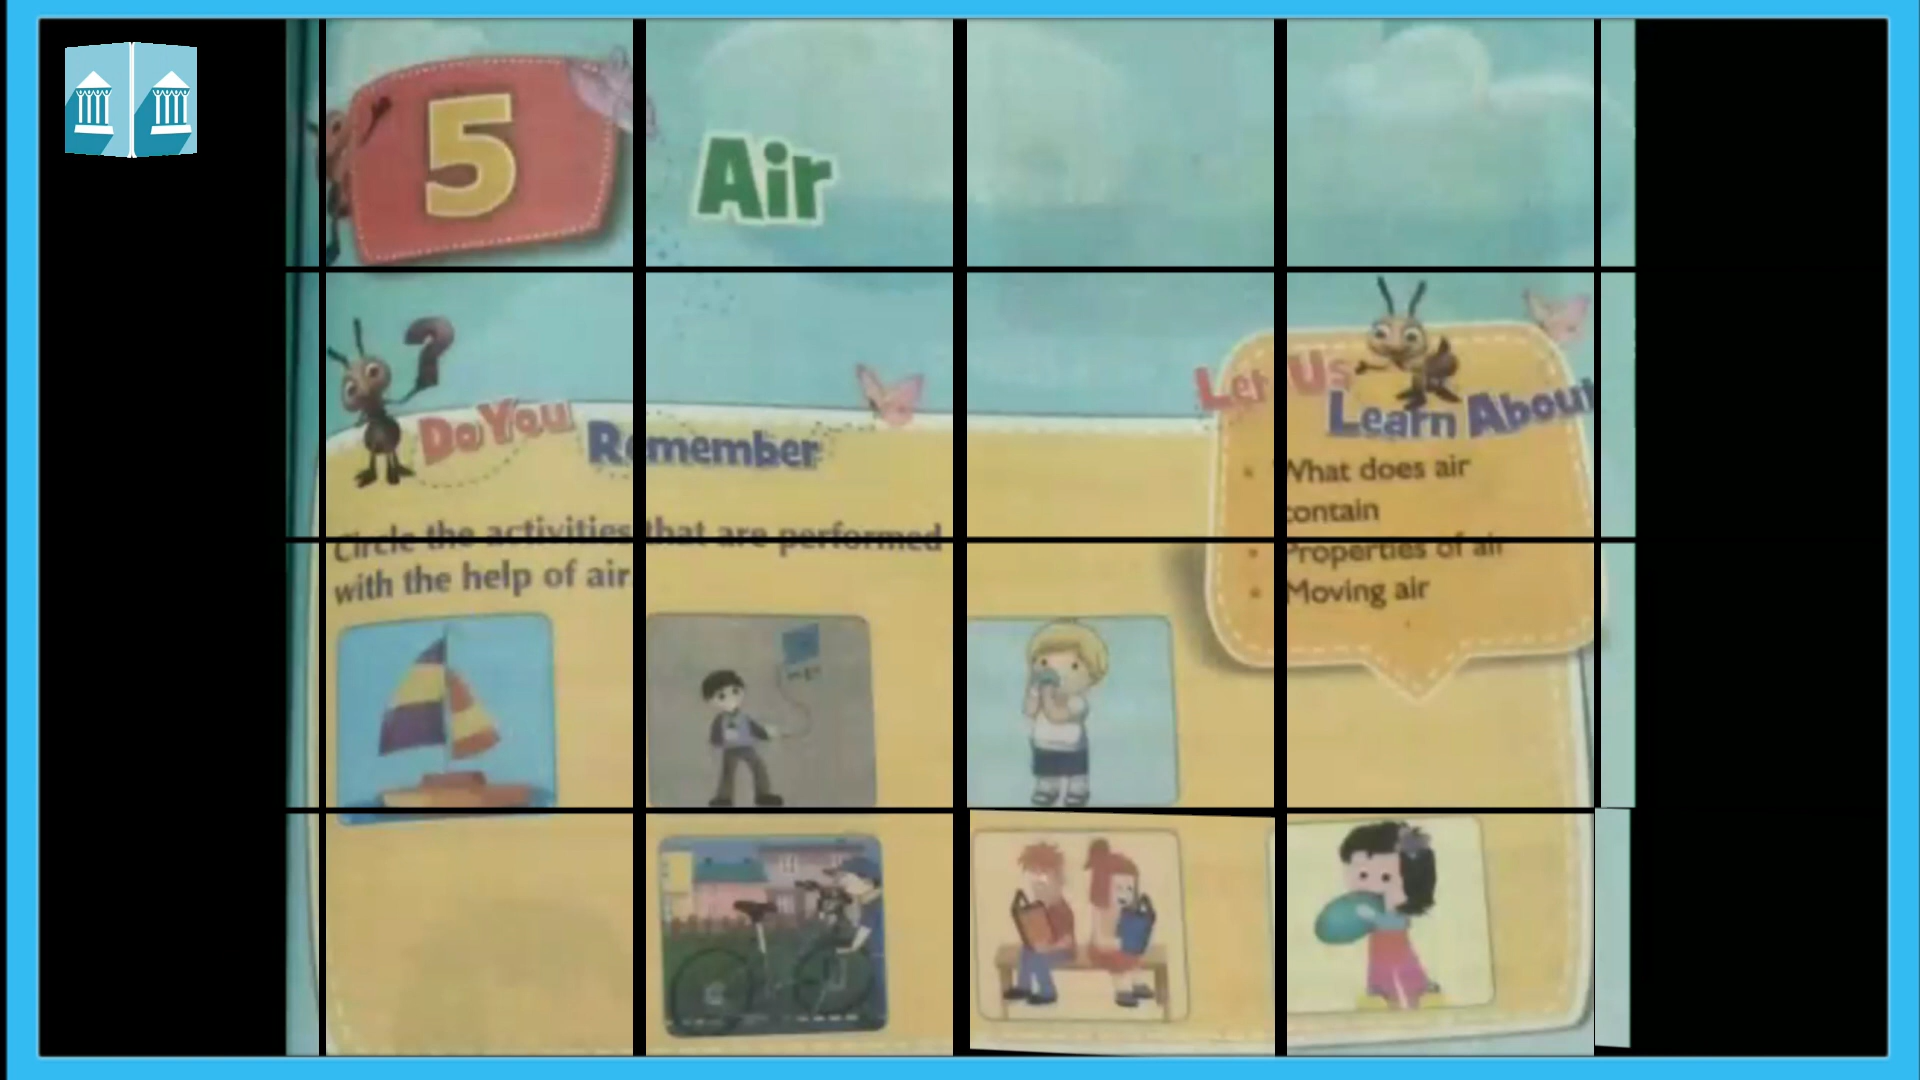 5
Air
Do You
Remember
Circle the activities that are performed
with the help of air
Let Us
Learn About
• What does air
contain
• Properties of air
• Moving air